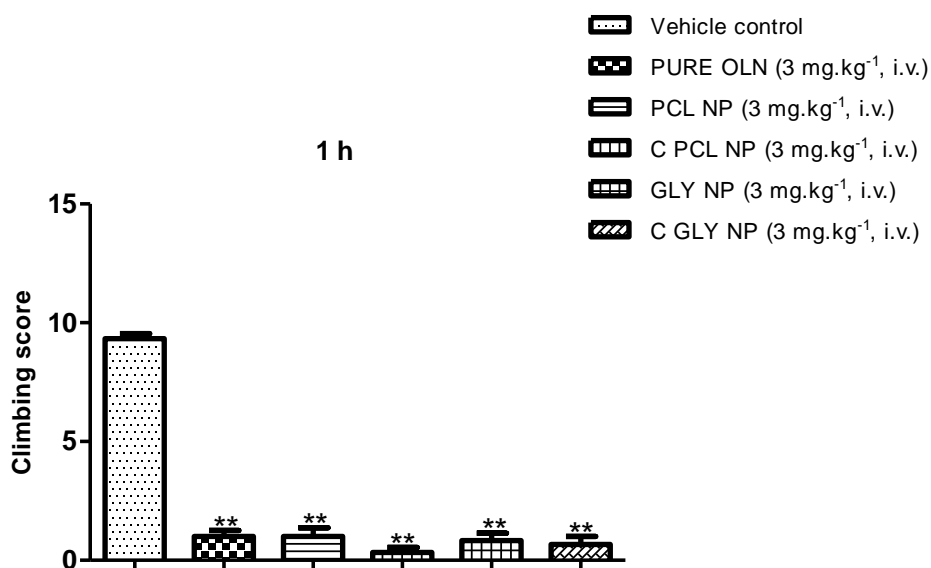 Vehicle control
PURE OLN (3 mg.kg⁻¹, i.v.)
PCL NP (3 mg.kg⁻¹, i.v.)
C PCL NP (3 mg.kg⁻¹, i.v.)
GLY NP (3 mg.kg⁻¹, i.v.)
C GLY NP (3 mg.kg⁻¹, i.v.)
1 h
15
10
5
0
Climbing score
** ** ** ** **